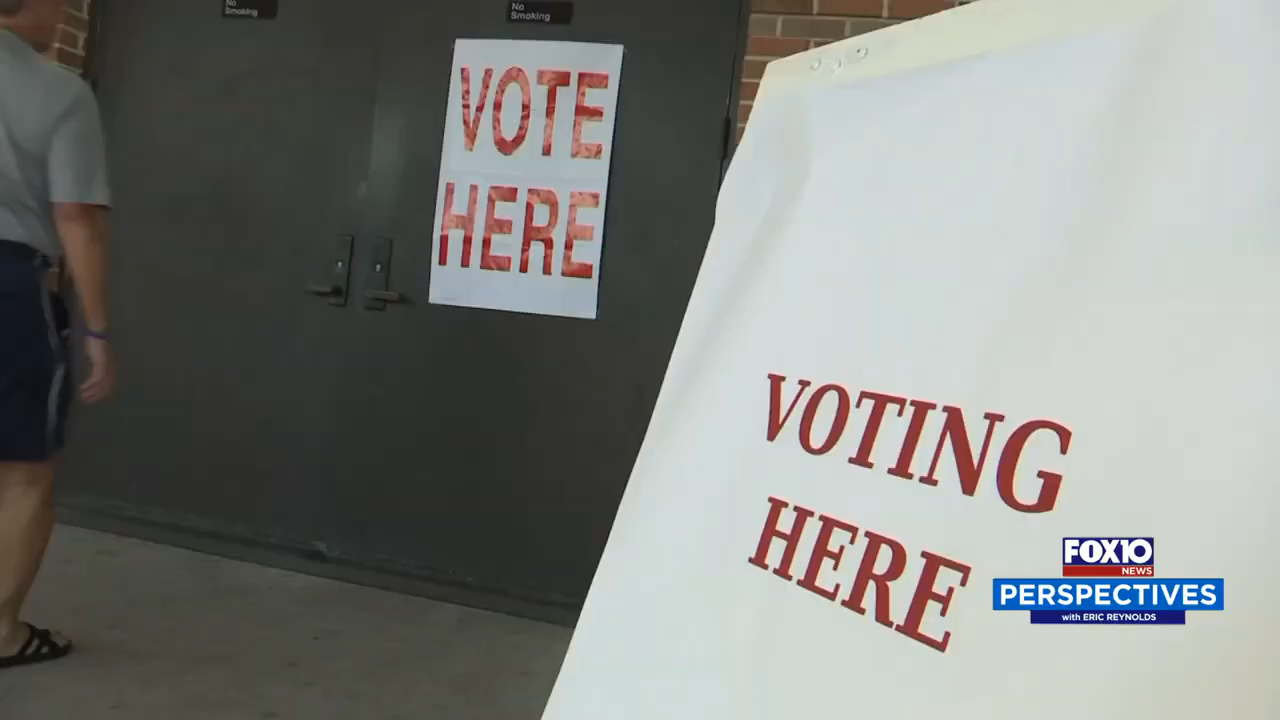 No
Smoking
No
Smoking
VOTE
HERE
VOTING
HERE
FOX10
NEWS
PERSPECTIVES
with ERIC REYNOLDS